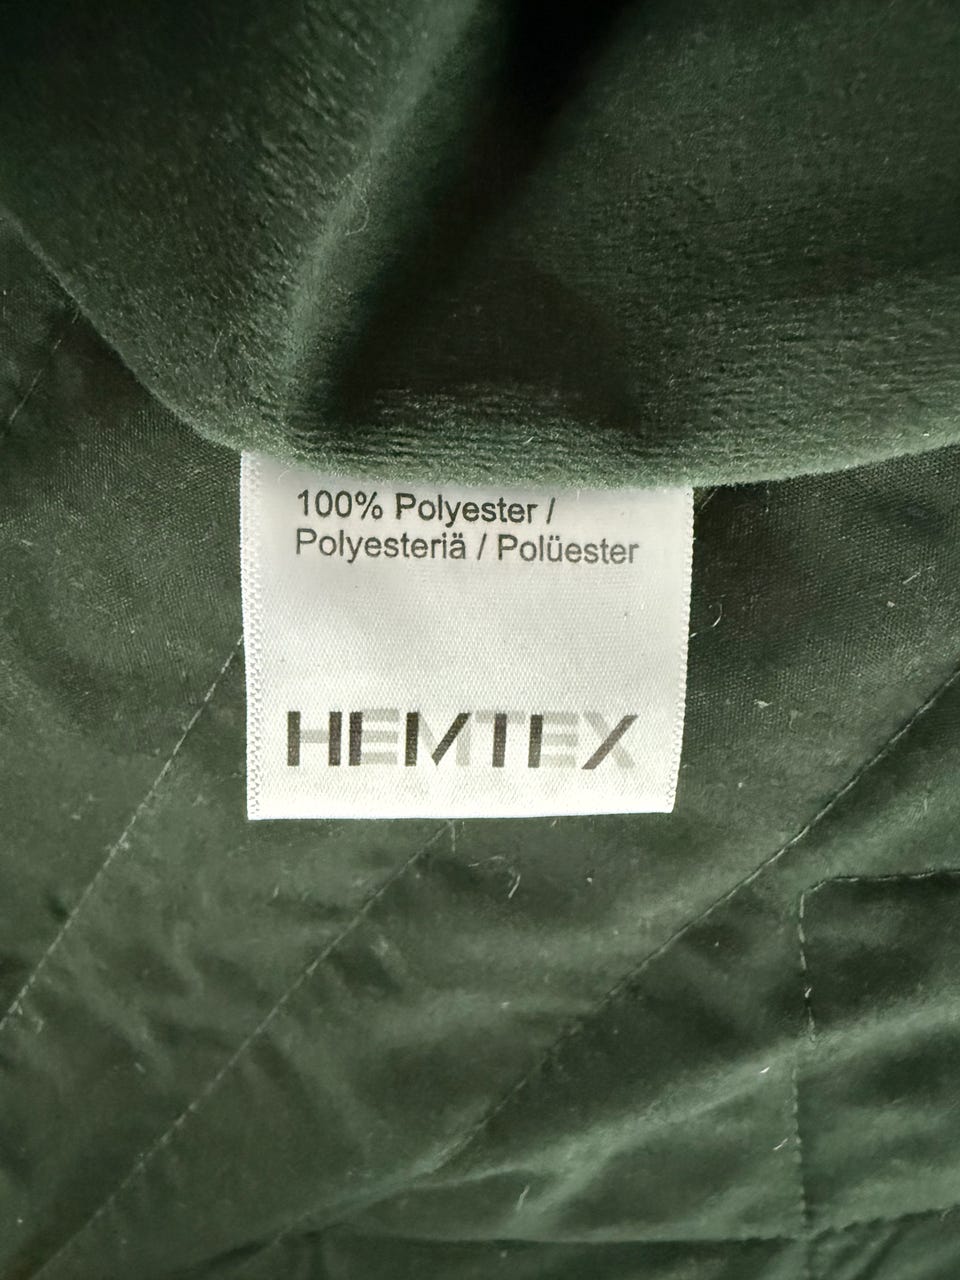 100% Polyester /
Polyesteriä / Polüester
HEMTEX